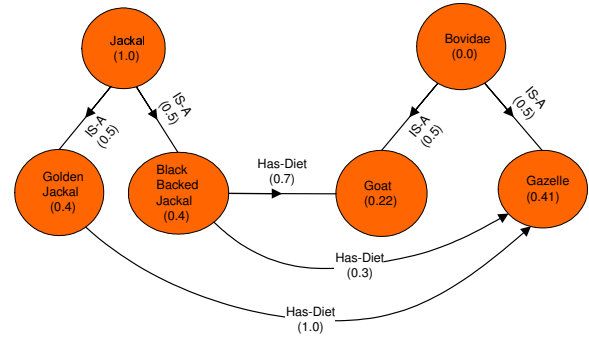 Jackal
(1.0)
Bovidae
(0.0)
IS-A
(0.5)
IS-A
(0.5)
IS-A
(0.5)
IS-A
(0.5)
Golden
Jackal
(0.4)
Black
Backed
Jackal
(0.4)
Has-Diet
(0.7)
Goat
(0.22)
Gazelle
(0.41)
Has-Diet
(0.3)
Has-Diet
(1.0)